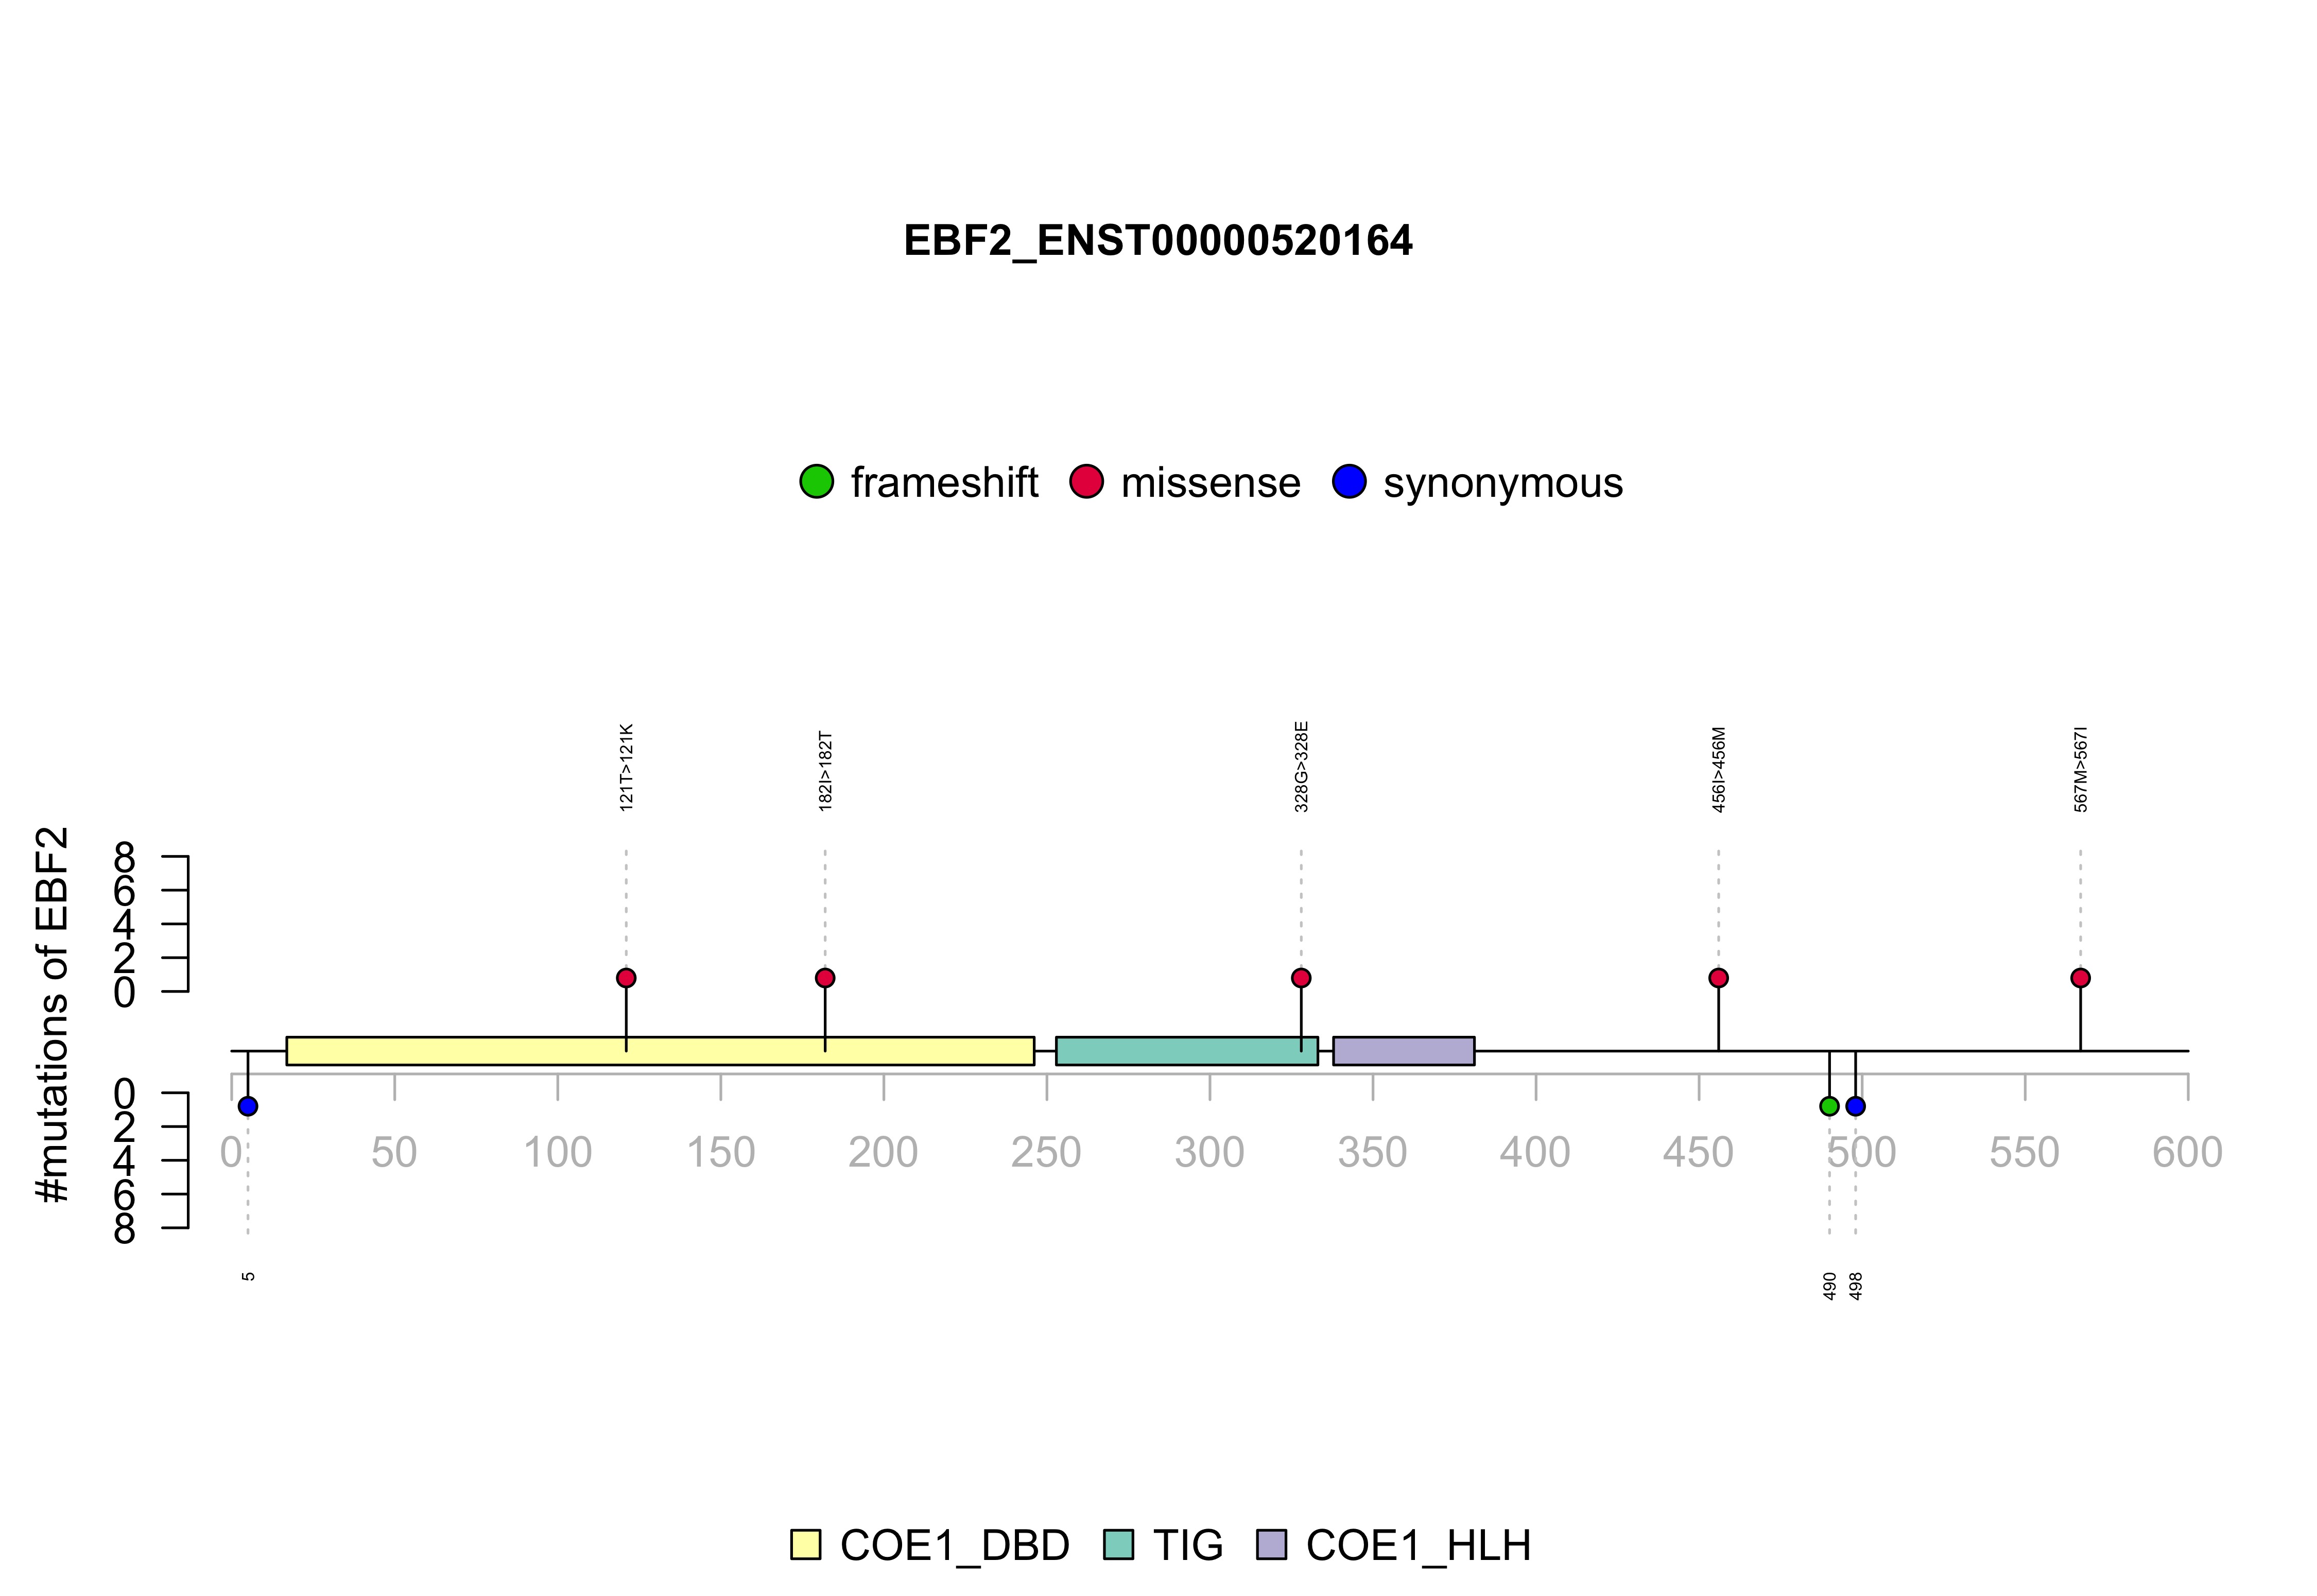 EBF2_ENST00000520164
frameshift missense synonymous
121T>121K
182I>182T
328G>328E
456I>456M
567M>567I
#mutations of EBF2
8
6
4
2
0
0
2
4
6
8
0 50 100 150 200 250 300 350 400 450 500 550 600
5
490
498
COE1_DBD TIG COE1_HLH